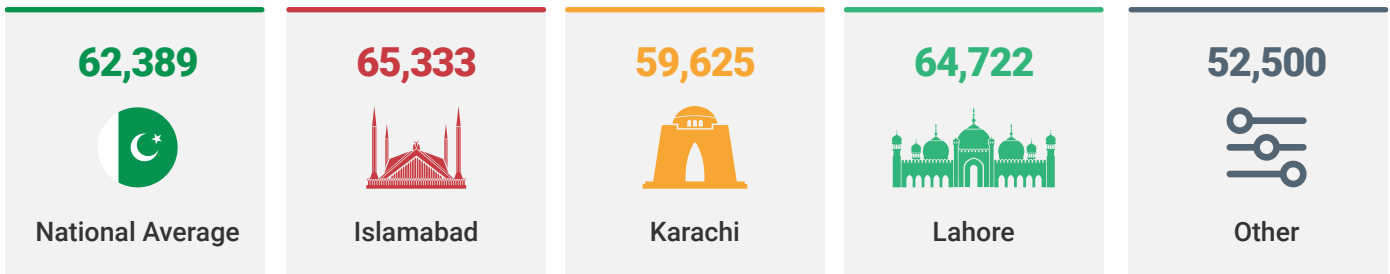 62,389
National Average
65,333
Islamabad
59,625
Karachi
64,722
Lahore
52,500
Other